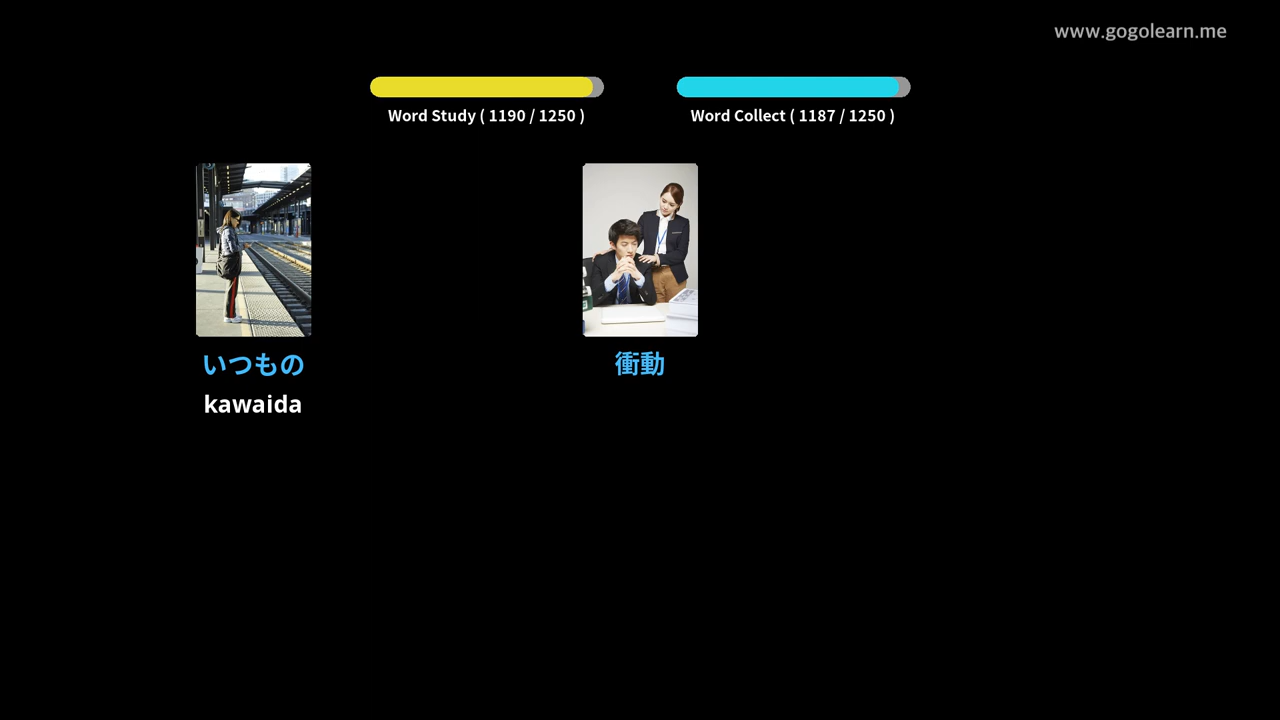 www.gogolearn.me
Word Study ( 1190 / 1250 )
Word Collect ( 1187 / 1250 )
いつもの
kawaida
衝動